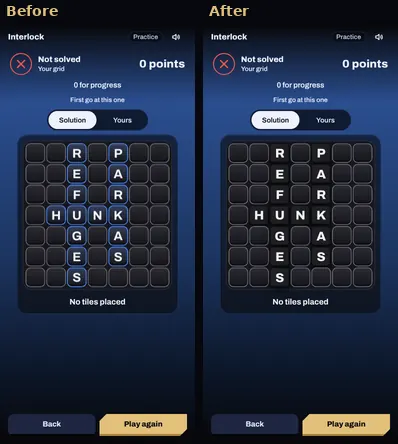 Before
Interlock
Practice
Not solved
Your grid
0 points
0 for progress
First go at this one
Solution
Yours
R P
E A
F R
H U N K
G A
E S
S
No tiles placed
Back
Play again
After
Interlock
Practice
Not solved
Your grid
0 points
0 for progress
First go at this one
Solution
Yours
R P
E A
F R
H U N K
G A
E S
S
No tiles placed
Back
Play again